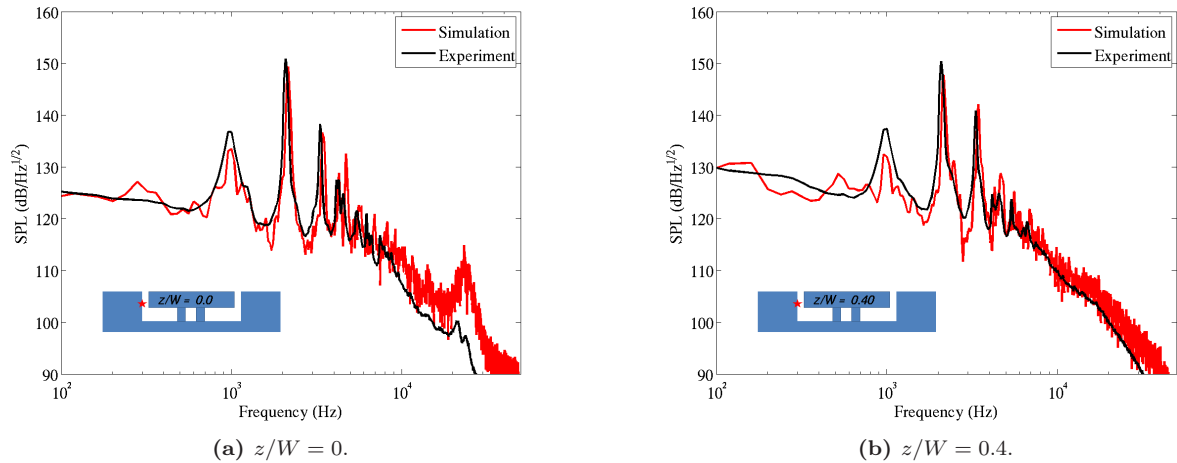 160
150
140
130
120
110
100
90
SPL (dB/Hz^1/2)
10^2
10^3
10^4
Frequency (Hz)
Simulation
Experiment
z/W = 0.0
(a) z/W = 0.
160
150
140
130
120
110
100
90
SPL (dB/Hz^1/2)
10^2
10^3
10^4
Frequency (Hz)
Simulation
Experiment
z/W = 0.40
(b) z/W = 0.4.